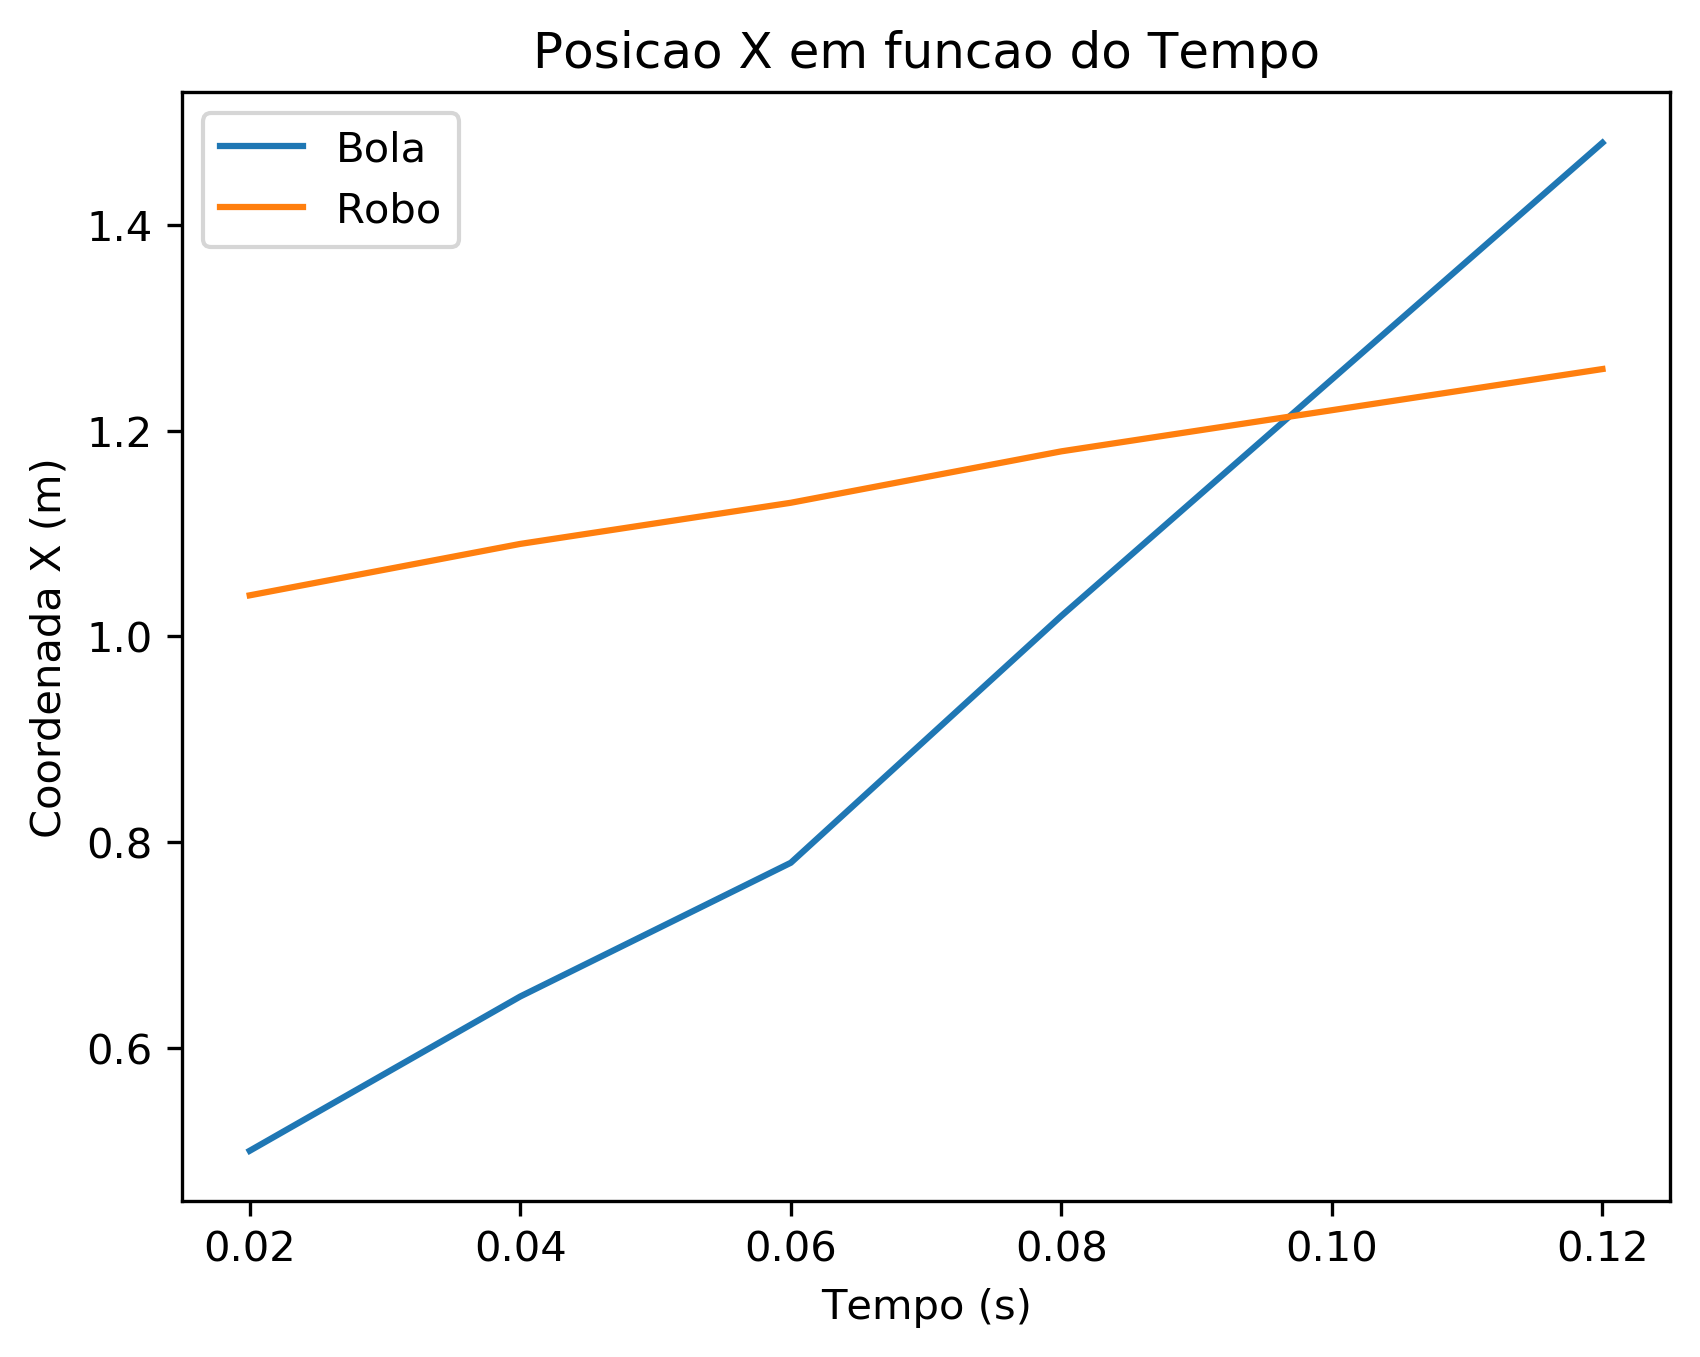 Posicao X em funcao do Tempo
Bola
Robo
1.4
1.2
1.0
0.8
0.6
Coordenada X (m)
0.02 0.04 0.06 0.08 0.10 0.12
Tempo (s)